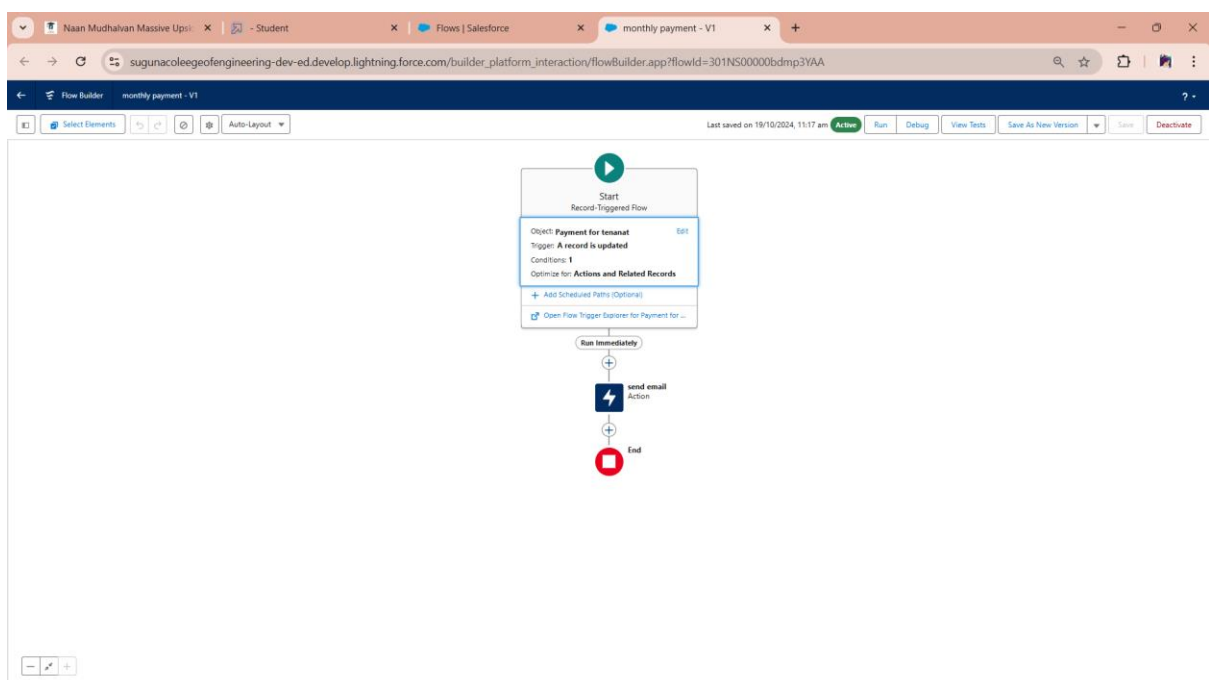 Naan Mudhalvan Massive Upsk
- Student
Flows | Salesforce
monthly payment - V1
sugunacoleegeofengineering-dev-ed.develop.lightning.force.com/builder_platform_interaction/flowBuilder.app?flowId=301NS00000bdmp3YAA
Flow Builder monthly payment - V1 ?
Select Elements Auto-Layout Last saved on 19/10/2024, 11:17 am Active Run Debug View Tests Save As New Version Save Deactivate
Start
Record-Triggered Flow
Object: Payment for tenanat Edit
Trigger: A record is updated
Conditions: 1
Optimize for: Actions and Related Records
+ Add Scheduled Paths (Optional)
Open Flow Trigger Explorer for Payment for ...
Run Immediately
send email
Action
End